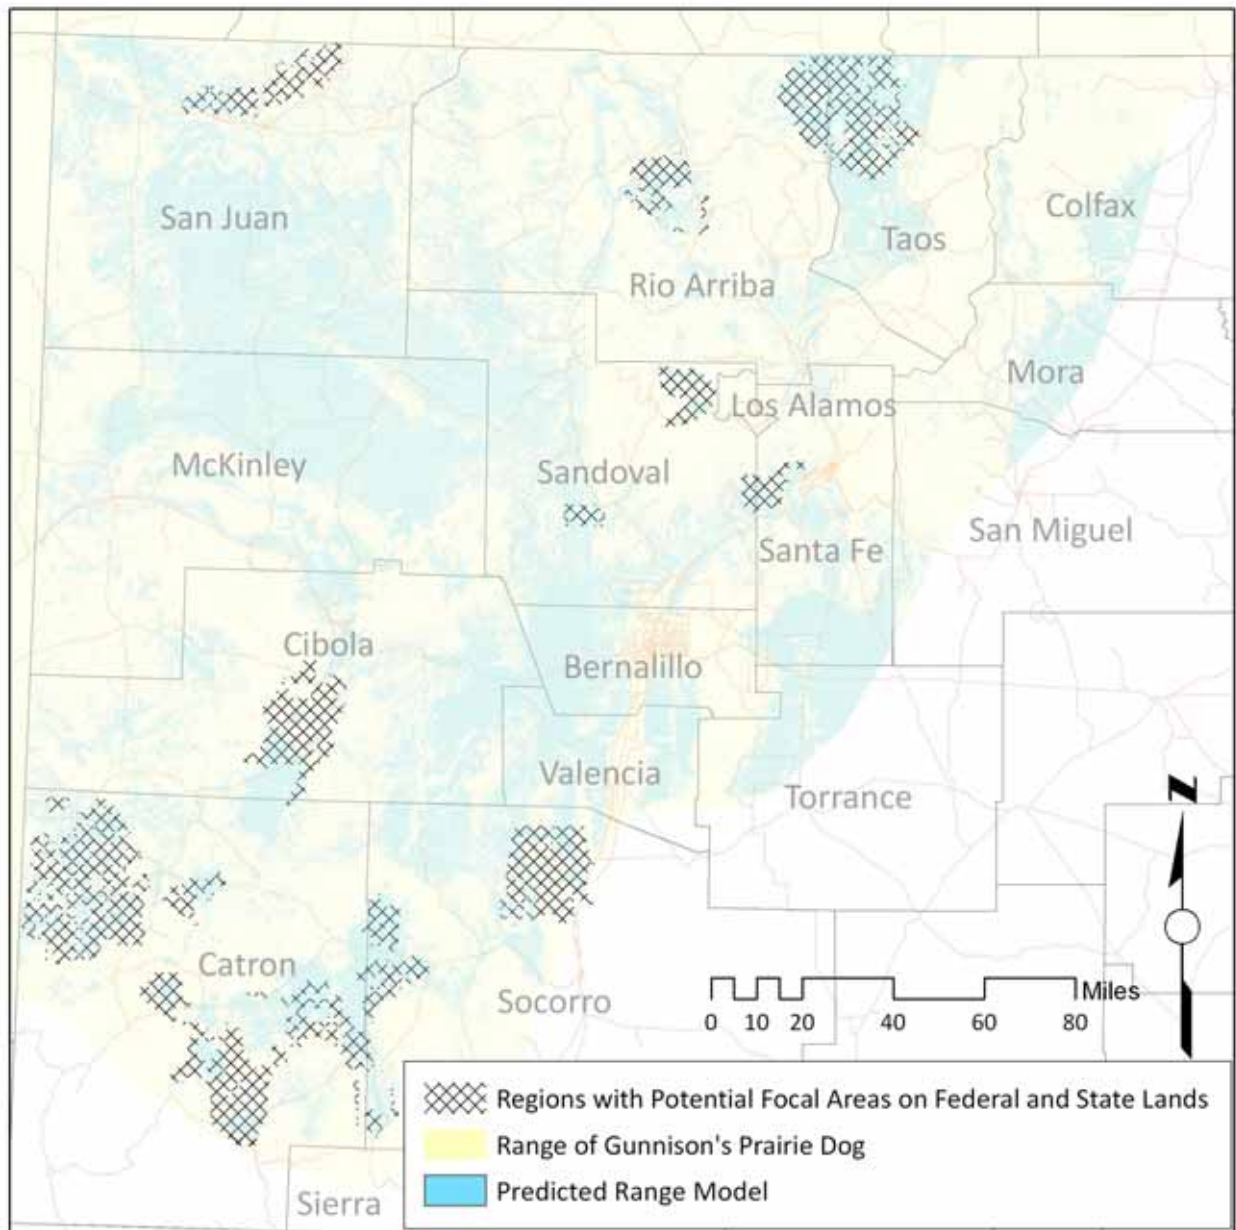 San Juan
Colfax
Taos
Rio Arriba
Mora
Los Alamos
McKinley
Sandoval
San Miguel
Santa Fe
Cibola
Bernalillo
Valencia
Torrance
N
Catron
Socorro
Miles
0 10 20 40 60 80
Regions with Potential Focal Areas on Federal and State Lands
Range of Gunnison's Prairie Dog
Predicted Range Model
Sierra